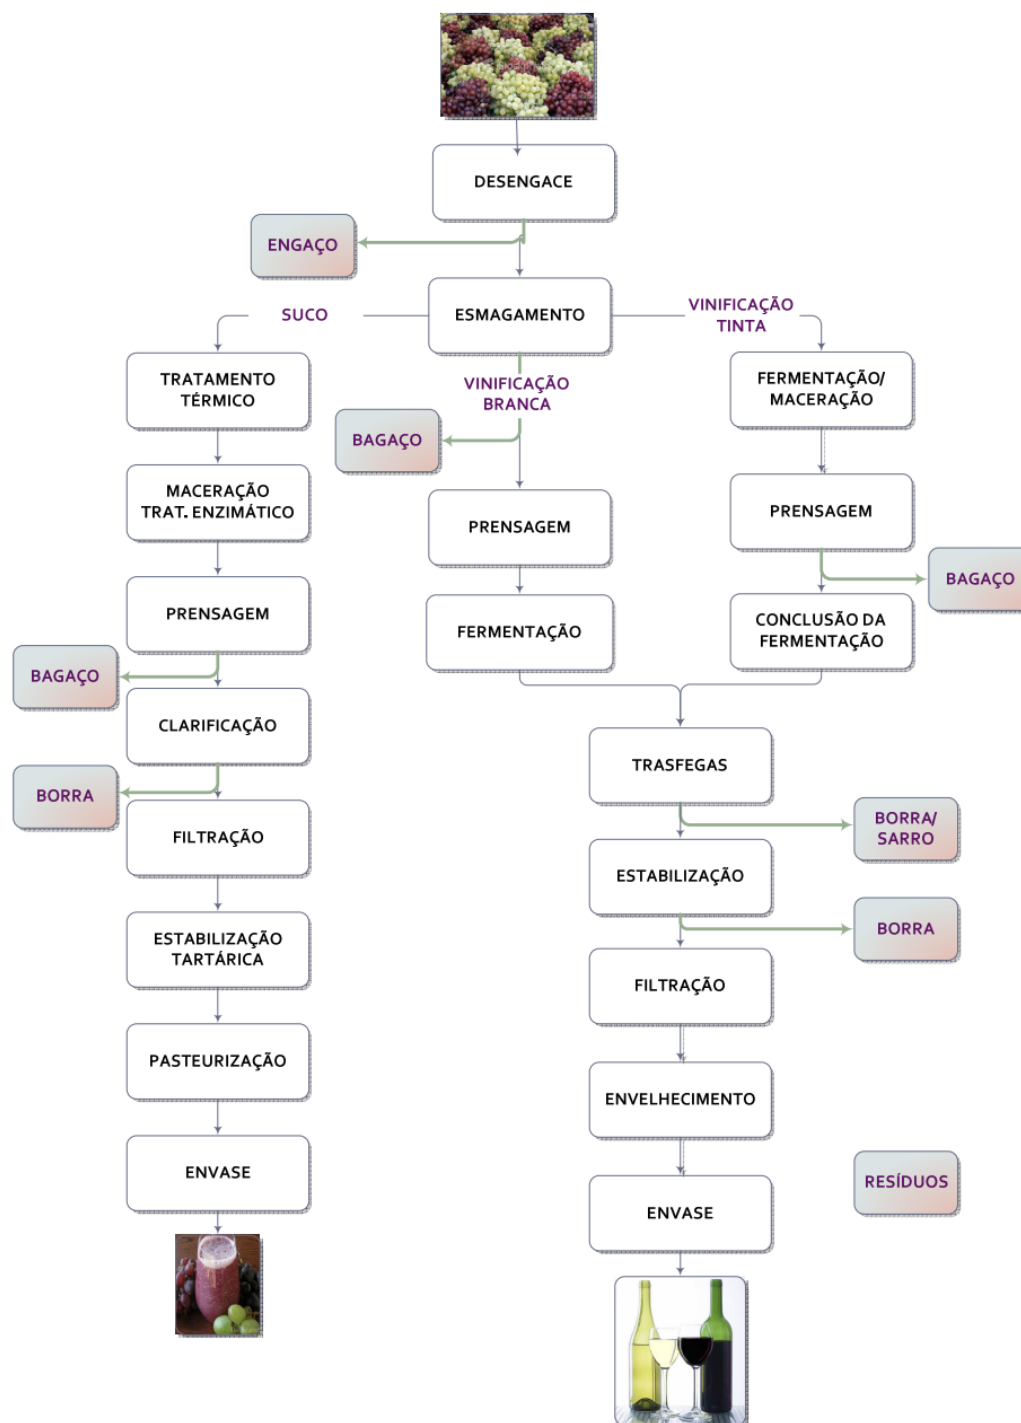 DESENGACE
ENGAÇO
ESMAGAMENTO
SUCO
VINIFICAÇÃO
TINTA
VINIFICAÇÃO
BRANCA
TRATAMENTO
TÉRMICO
MACERAÇÃO
TRAT. ENZIMÁTICO
PRENSAGEM
BAGAÇO
CLARIFICAÇÃO
BORRA
FILTRAÇÃO
ESTABILIZAÇÃO
TARTÁRICA
PASTEURIZAÇÃO
ENVASE
BAGAÇO
PRENSAGEM
FERMENTAÇÃO
FERMENTAÇÃO/
MACERAÇÃO
PRENSAGEM
BAGAÇO
CONCLUSÃO DA
FERMENTAÇÃO
TRASFEGAS
BORRA/
SARRO
ESTABILIZAÇÃO
BORRA
FILTRAÇÃO
ENVELHECIMENTO
ENVASE
RESÍDUOS